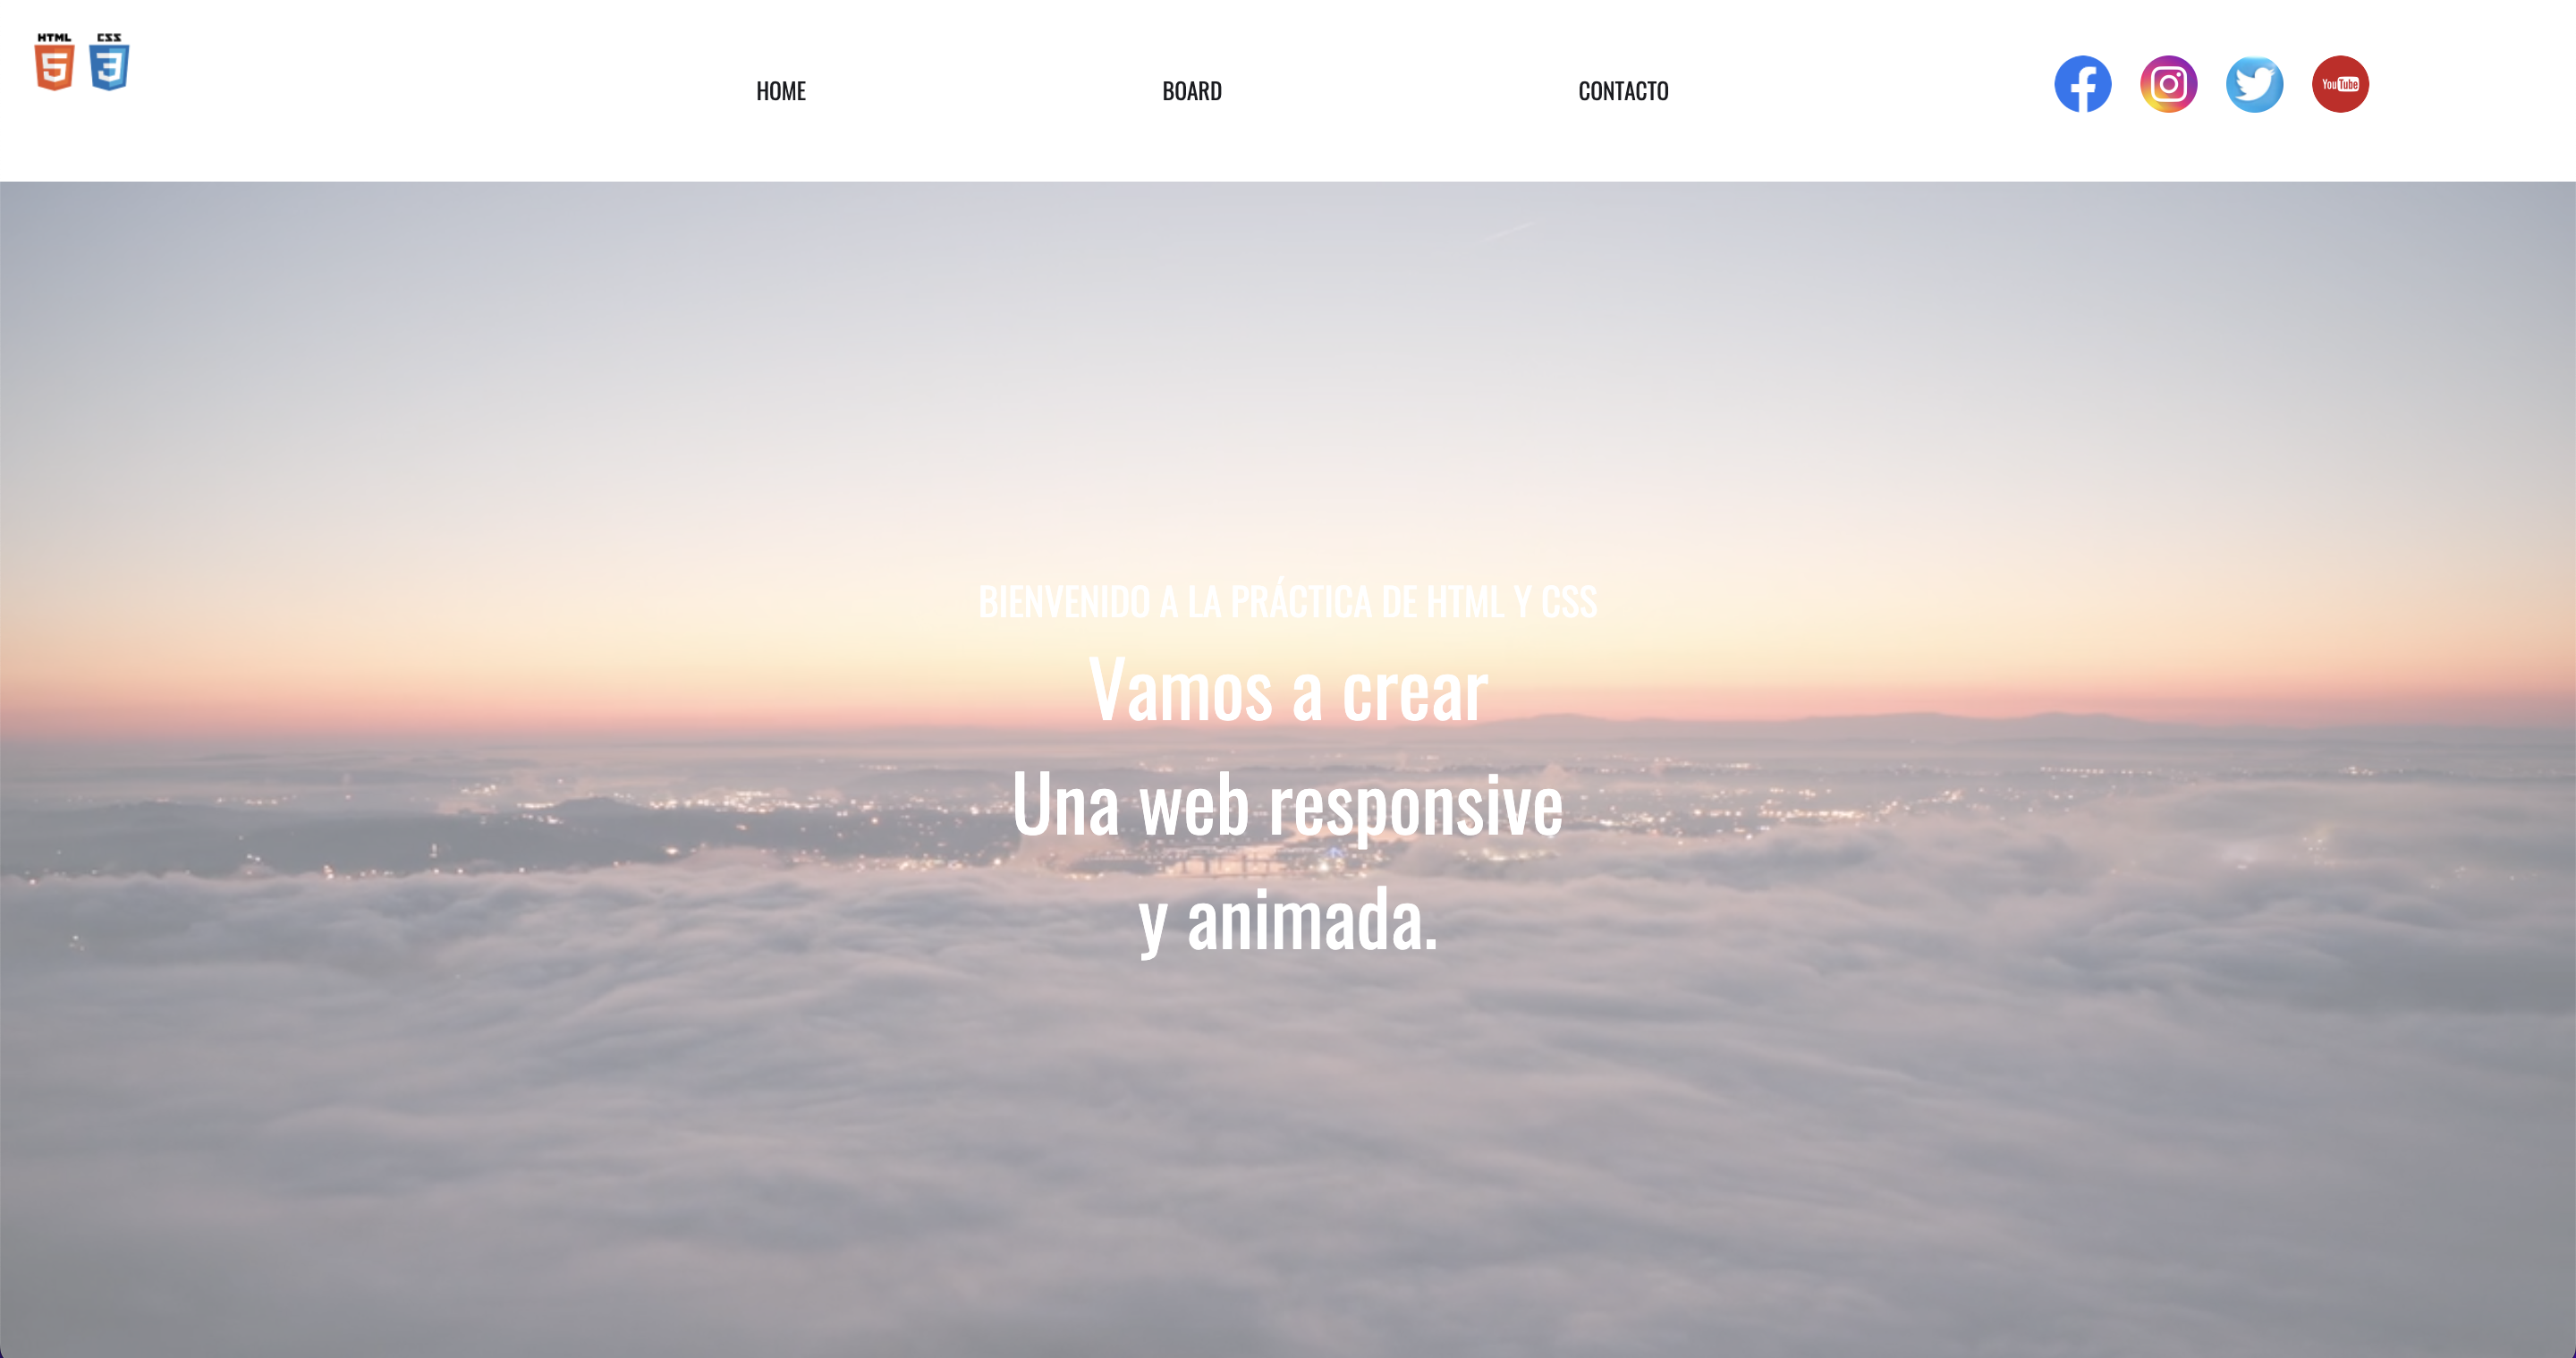 HTML CSS
5 3
HOME BOARD CONTACTO
YouTube
BIENVENIDO A LA PRÁCTICA DE HTML Y CSS
Vamos a crear
Una web responsive
y animada.